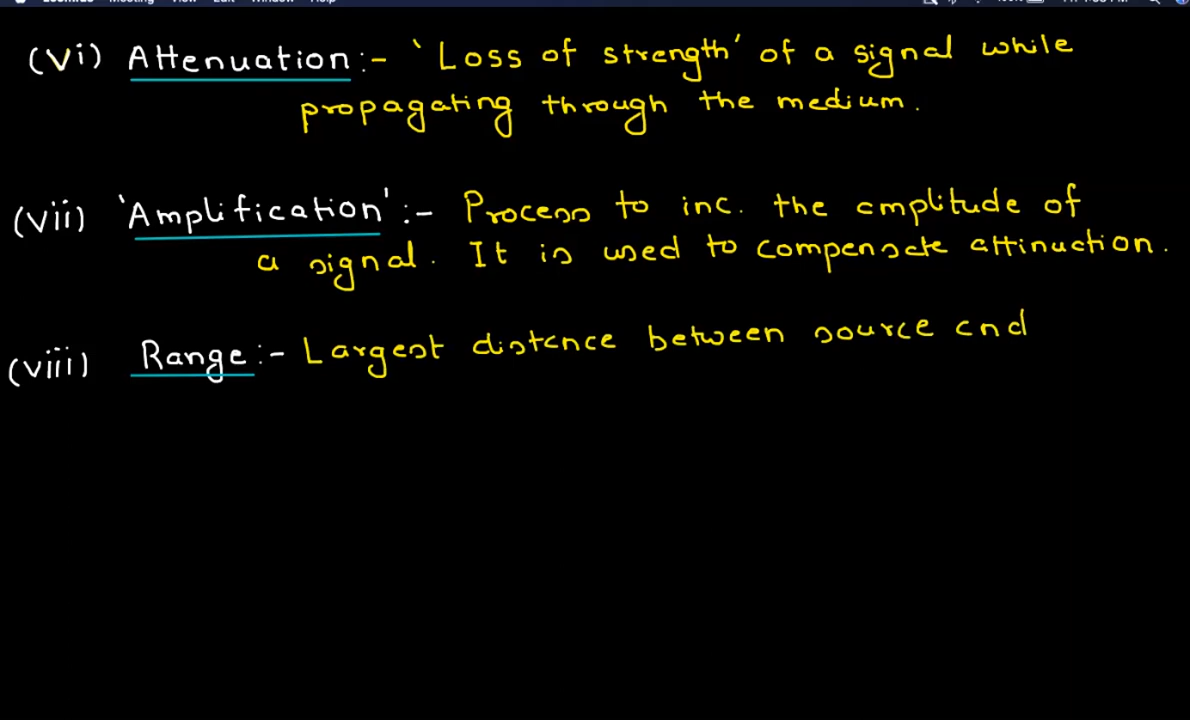 (vi) Attenuation :- 'Loss of strength' of a signal while
propagating through the medium.
(vii) 'Amplification' :- Process to inc. the amplitude of
a signal. It is used to compensate attinuation.
(viii) Range :- Largest distance between source and